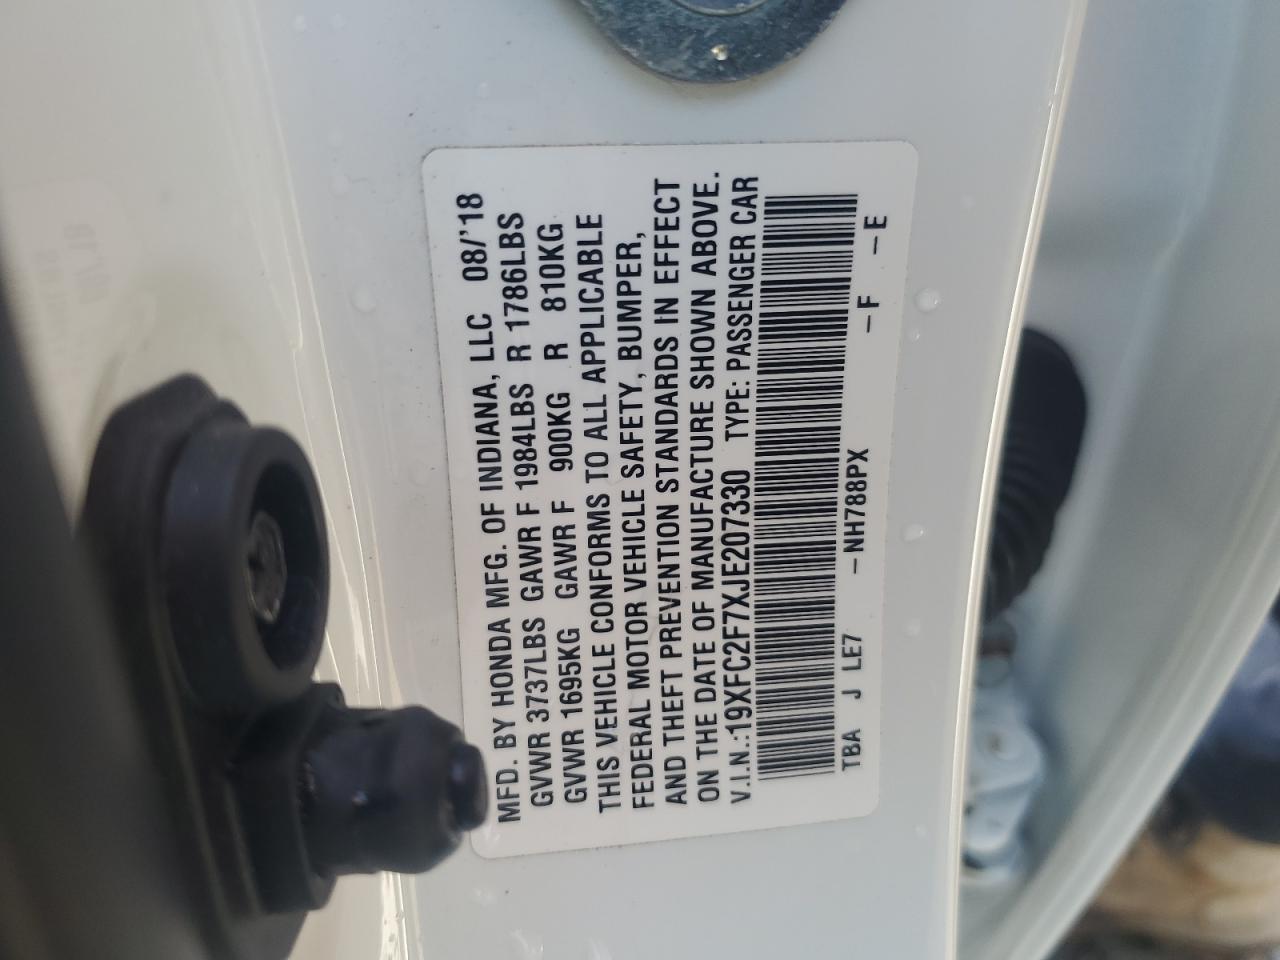 MFD. BY HONDA MFG. OF INDIANA, LLC 08/'18
GVWR 3737LBS GAWR F 1984LBS R 1786LBS
GVWR 1695KG GAWR F 900KG R 810KG
THIS VEHICLE CONFORMS TO ALL APPLICABLE
FEDERAL MOTOR VEHICLE SAFETY, BUMPER,
AND THEFT PREVENTION STANDARDS IN EFFECT
ON THE DATE OF MANUFACTURE SHOWN ABOVE.
V.I.N.:19XFC2F7XJE207330 TYPE: PASSENGER CAR
TBA J LE7 -NH788PX -F -E